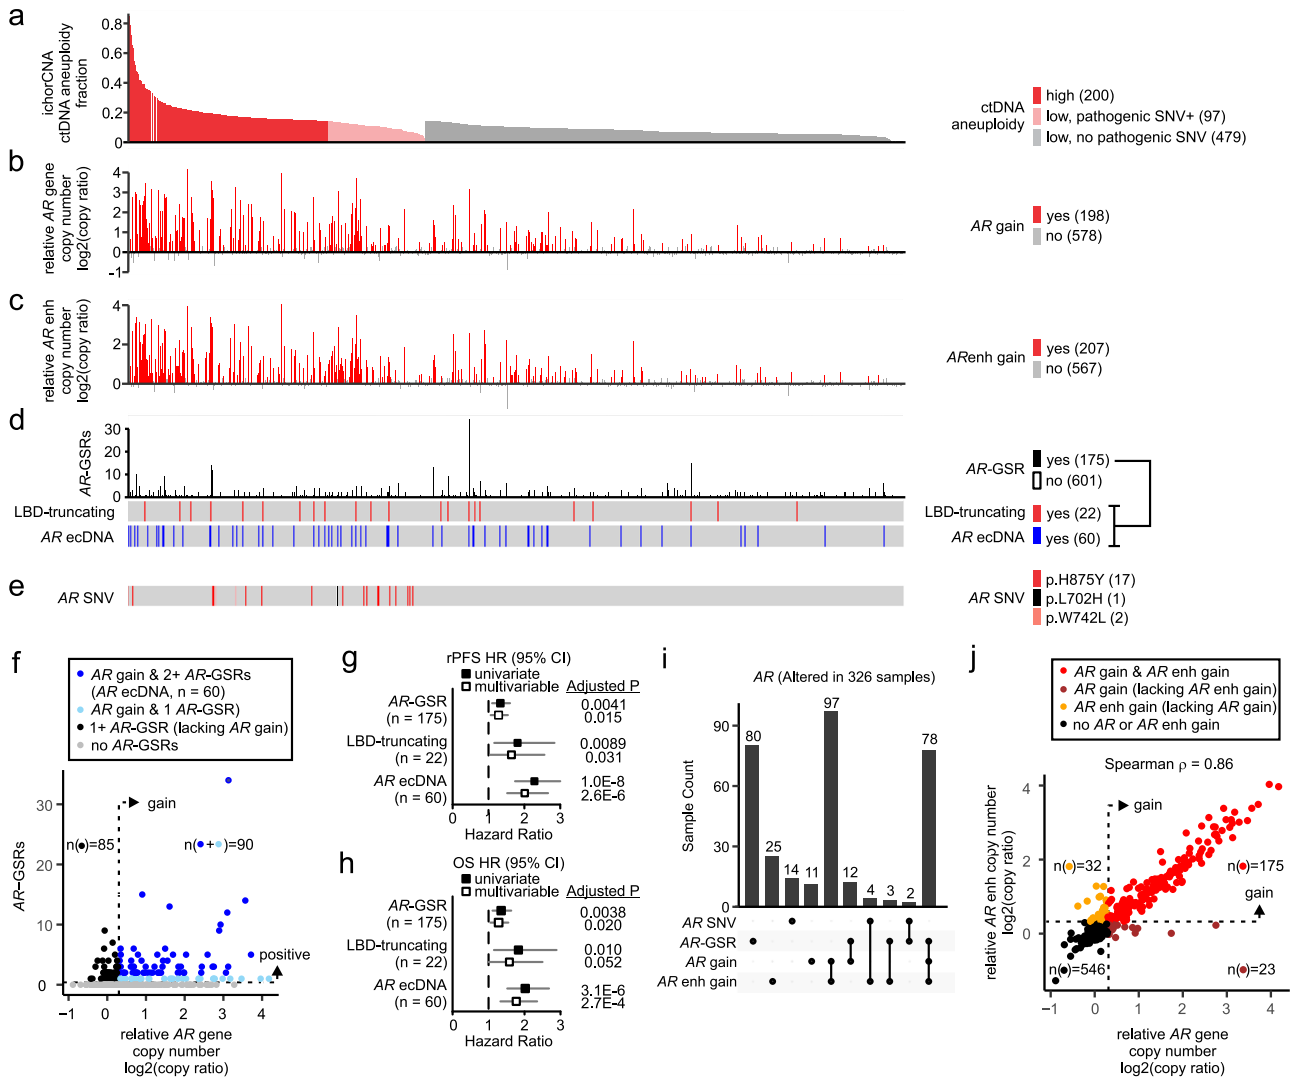 a
ichorCNA
ctDNA aneuploidy
fraction
0.8
0.6
0.4
0.2
0
ctDNA
aneuploidy
high (200)
low, pathogenic SNV+ (97)
low, no pathogenic SNV (479)
b
relative AR gene
copy number
log2(copy ratio)
4
3
2
1
0
−1
AR gain
yes (198)
no (578)
c
relative AR enh
copy number
log2(copy ratio)
4
2
0
ARenh gain
yes (207)
no (567)
d
AR-GSRs
30
20
10
0
LBD-truncating
AR ecDNA
AR-GSR
yes (175)
no (601)
LBD-truncating
yes (22)
AR ecDNA
yes (60)
e
AR SNV
AR SNV
p.H875Y (17)
p.L702H (1)
p.W742L (2)
f
AR gain & 2+ AR-GSRs
(AR ecDNA, n = 60)
AR gain & 1 AR-GSR)
1+ AR-GSR (lacking AR gain)
no AR-GSRs
gain
n( )=85
n( + )=90
positive
AR−GSRs
30
20
10
0
−1 0 1 2 3 4
relative AR gene
copy number
log2(copy ratio)
g
rPFS HR (95% CI)
univariate
multivariable
Adjusted P
AR-GSR
(n = 175)
0.0041
0.015
LBD-truncating
(n = 22)
0.0089
0.031
AR ecDNA
(n = 60)
1.0E-8
2.6E-6
0 1 2 3
Hazard Ratio
h
OS HR (95% CI)
univariate
multivariable
Adjusted P
AR-GSR
(n = 175)
0.0038
0.020
LBD-truncating
(n = 22)
0.010
0.052
AR ecDNA
(n = 60)
3.1E-6
2.7E-4
0 1 2 3
Hazard Ratio
i
AR (Altered in 326 samples)
Sample Count
90
60
30
0
80
25
14
11
97
12
4
3
2
78
AR SNV
AR-GSR
AR gain
AR enh gain
j
AR gain & AR enh gain
AR gain (lacking AR enh gain)
AR enh gain (lacking AR gain)
no AR or AR enh gain
Spearman ρ = 0.86
gain
n( )=32
n( )=175
gain
n( )=546
n( )=23
relative AR enh copy number
log2(copy ratio)
4
2
0
−1 0 1 2 3 4
relative AR gene
copy number
log2(copy ratio)